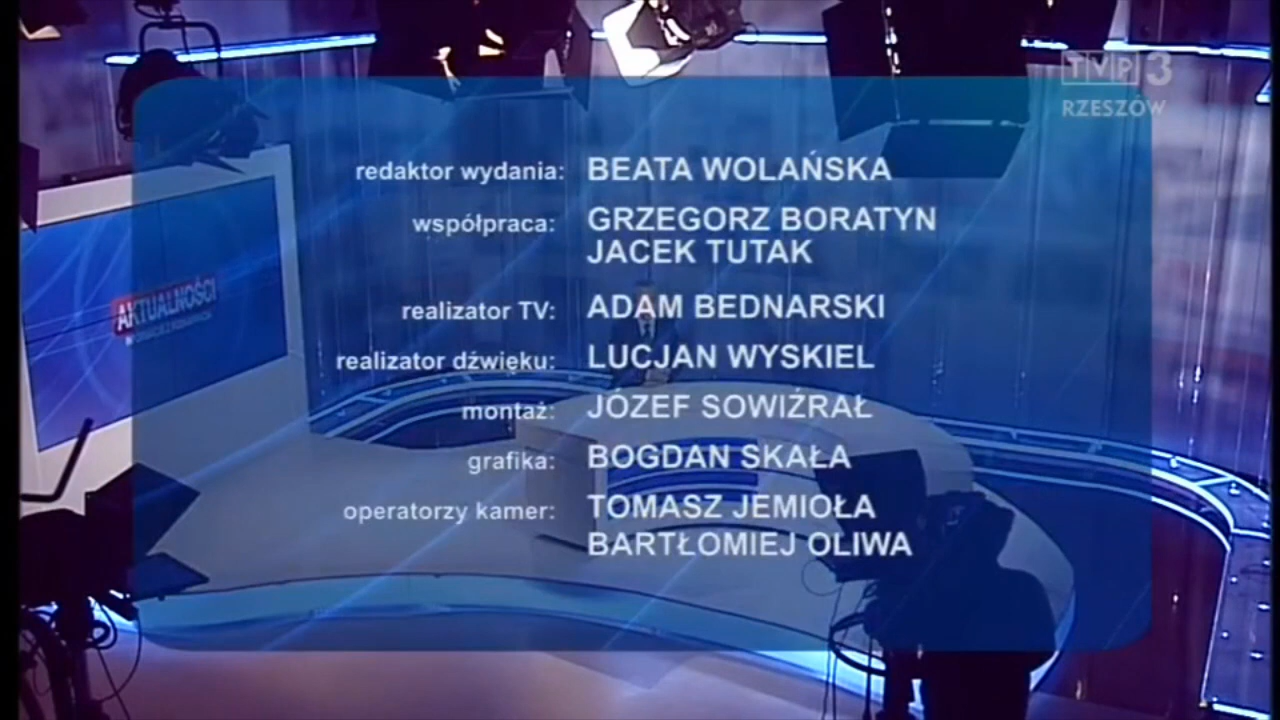 TVP3
RZESZÓW
redaktor wydania: BEATA WOLAŃSKA
współpraca: GRZEGORZ BORATYN
JACEK TUTAK
realizator TV: ADAM BEDNARSKI
realizator dźwięku: LUCJAN WYSKIEL
montaż: JÓZEF SOWIŹRAŁ
grafika: BOGDAN SKAŁA
operatorzy kamer: TOMASZ JEMIOŁA
BARTŁOMIEJ OLIWA
AKTUALNOŚCI